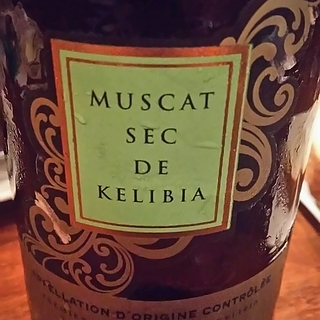 MUSCAT
SEC
DE
KELIBIA
APPELLATION D'ORIGINE CONTRÔLÉE